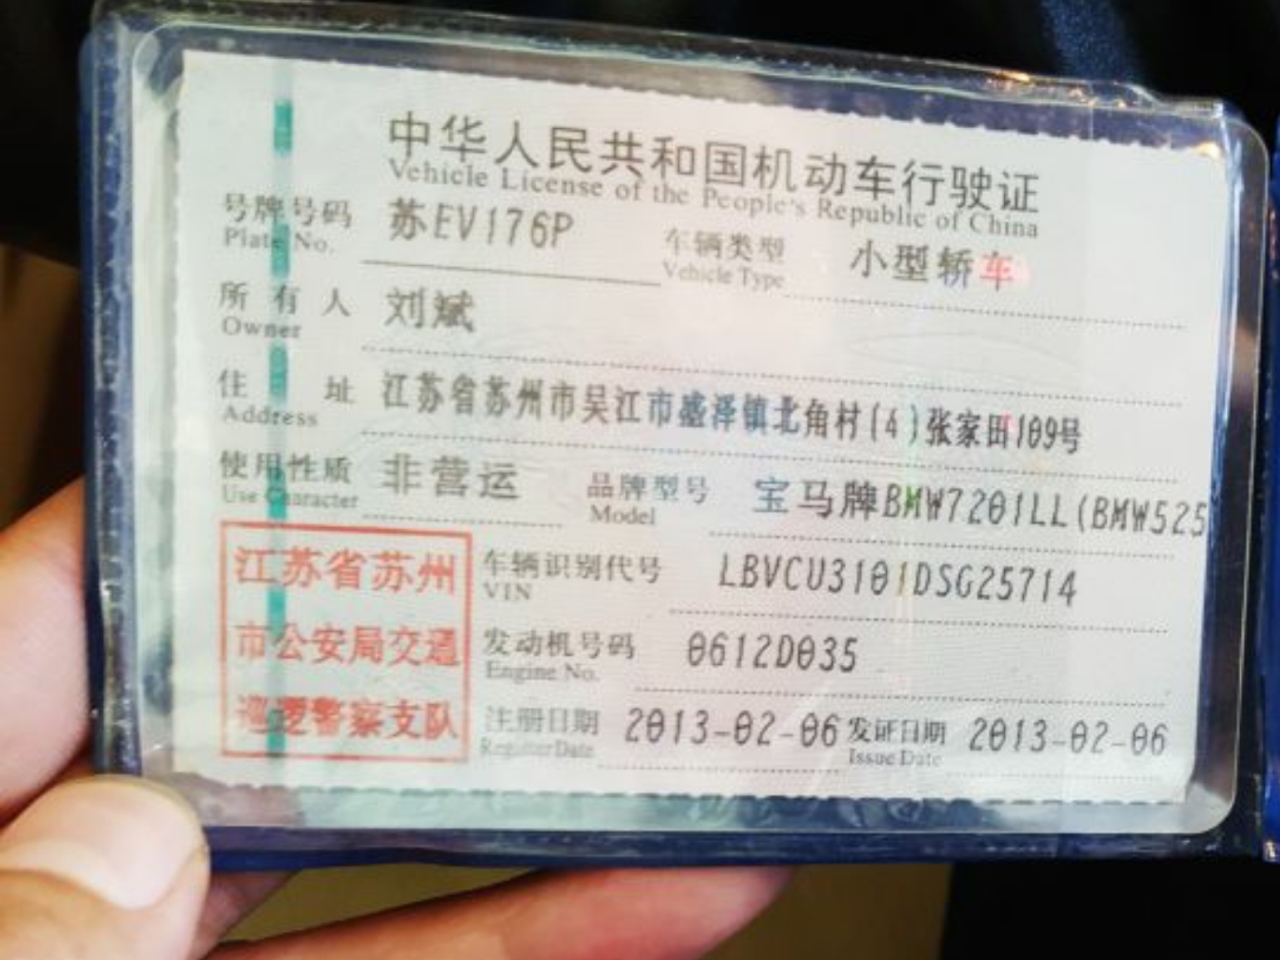 中华人民共和国机动车行驶证
Vehicle License of the People's Republic of China
号牌号码 苏EV176P 车辆类型 小型轿车
Plate No. Vehicle Type
所有人 刘斌
Owner
住址 江苏省苏州市吴江市盛泽镇北角村(4)张家田109号
Address
使用性质 非营运 品牌型号 宝马牌BMW7201LL(BMW525
Use Character Model
江苏省苏州
市公安局交通
巡逻警察支队
车辆识别代号 LBVCU3101DSG25714
VIN
发动机号码 0612D035
Engine No.
注册日期 2013-02-06 发证日期 2013-02-06
Register Date Issue Date